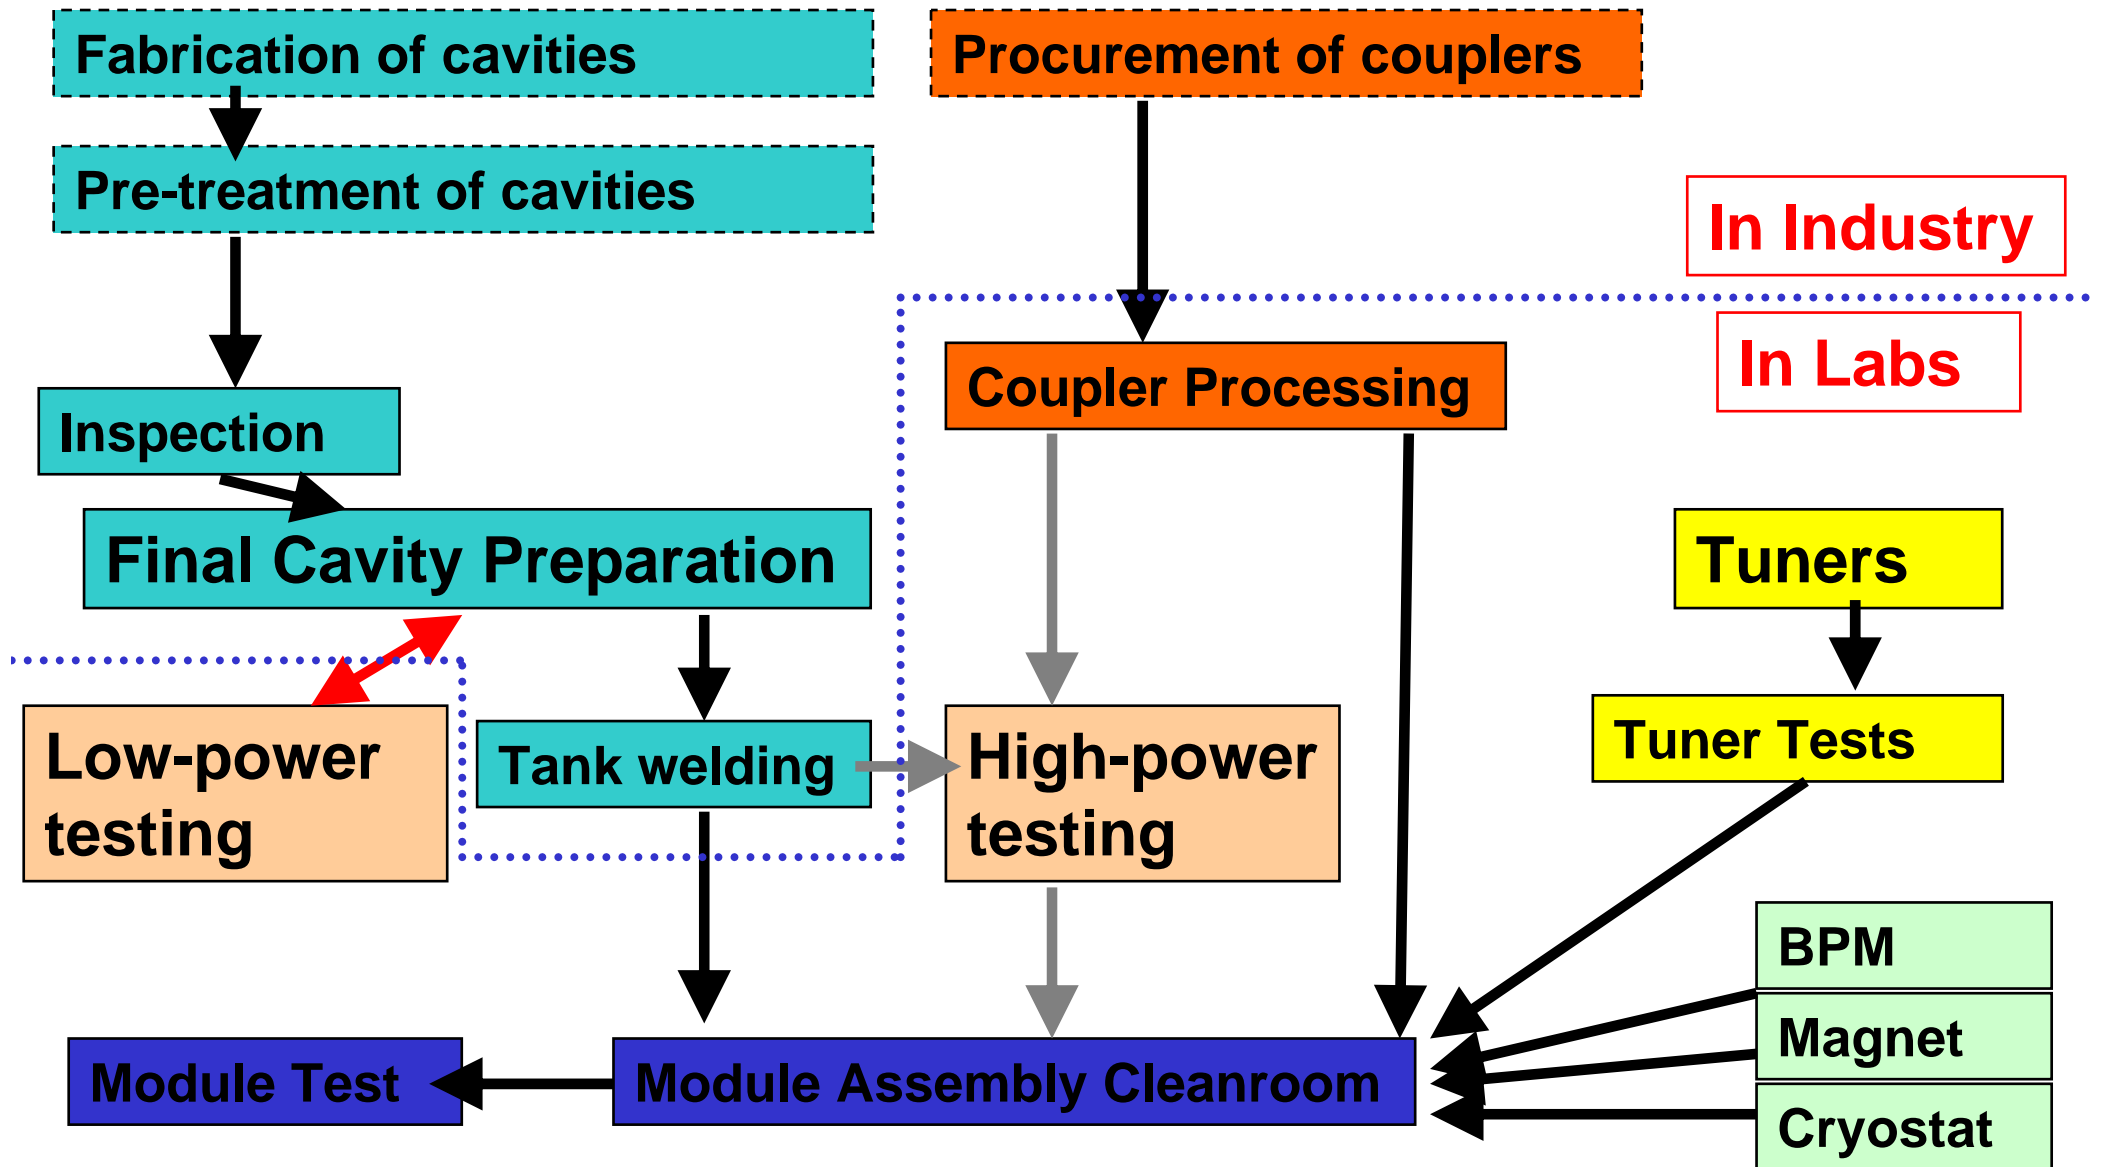 Fabrication of cavities
Procurement of couplers
Pre-treatment of cavities
In Industry
In Labs
Coupler Processing
Inspection
Final Cavity Preparation
Tuners
Low-power
testing
Tank welding
High-power
testing
Tuner Tests
BPM
Magnet
Cryostat
Module Test
Module Assembly Cleanroom